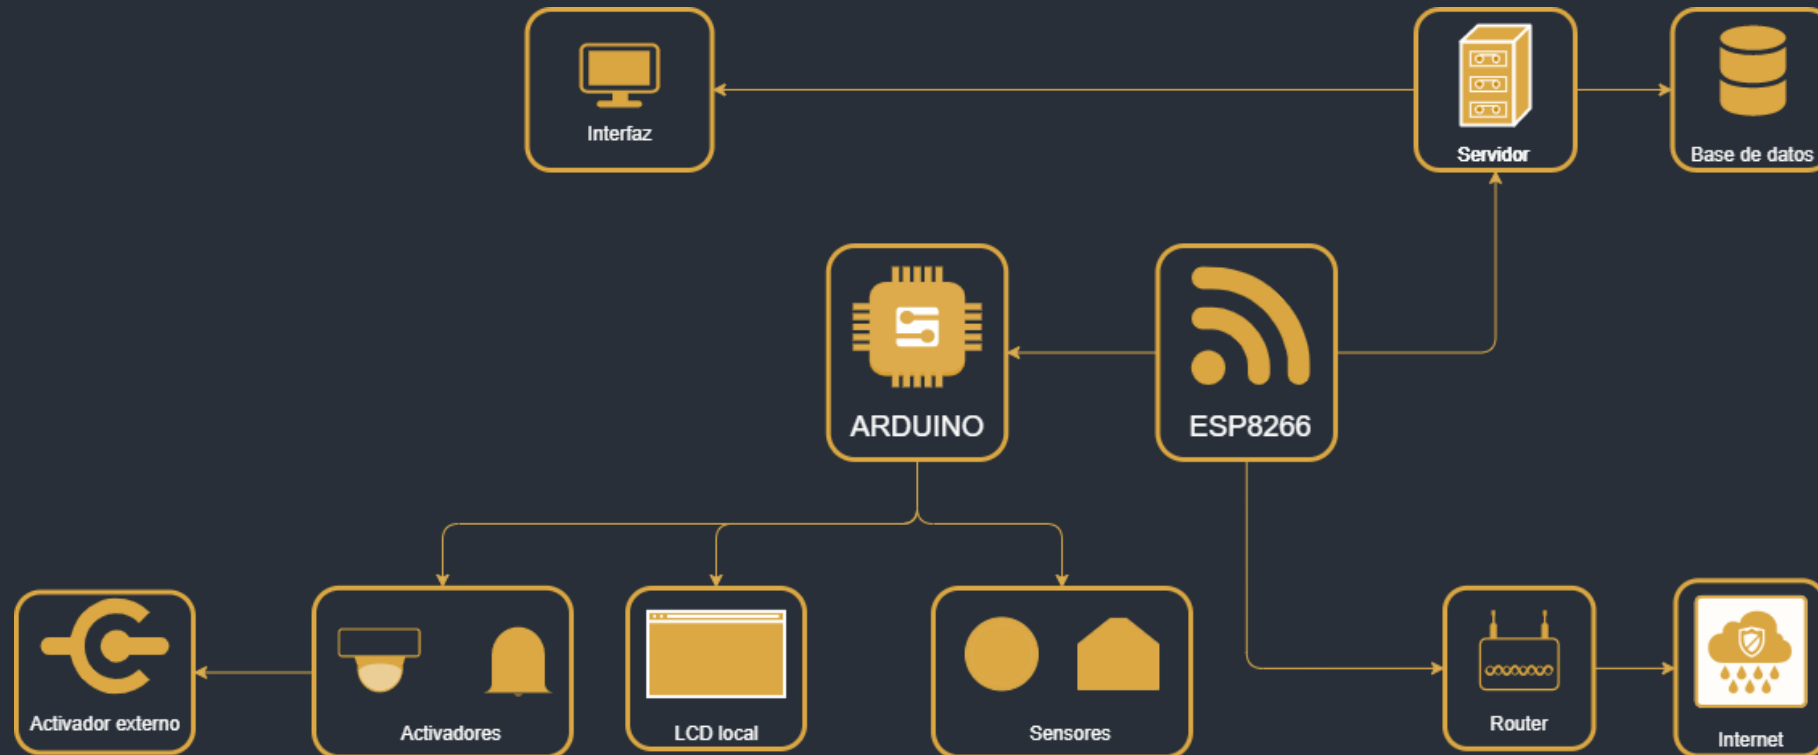 Interfaz
Servidor
Base de datos
ARDUINO
ESP8266
Activador externo
Activadores
LCD local
Sensores
Router
Internet